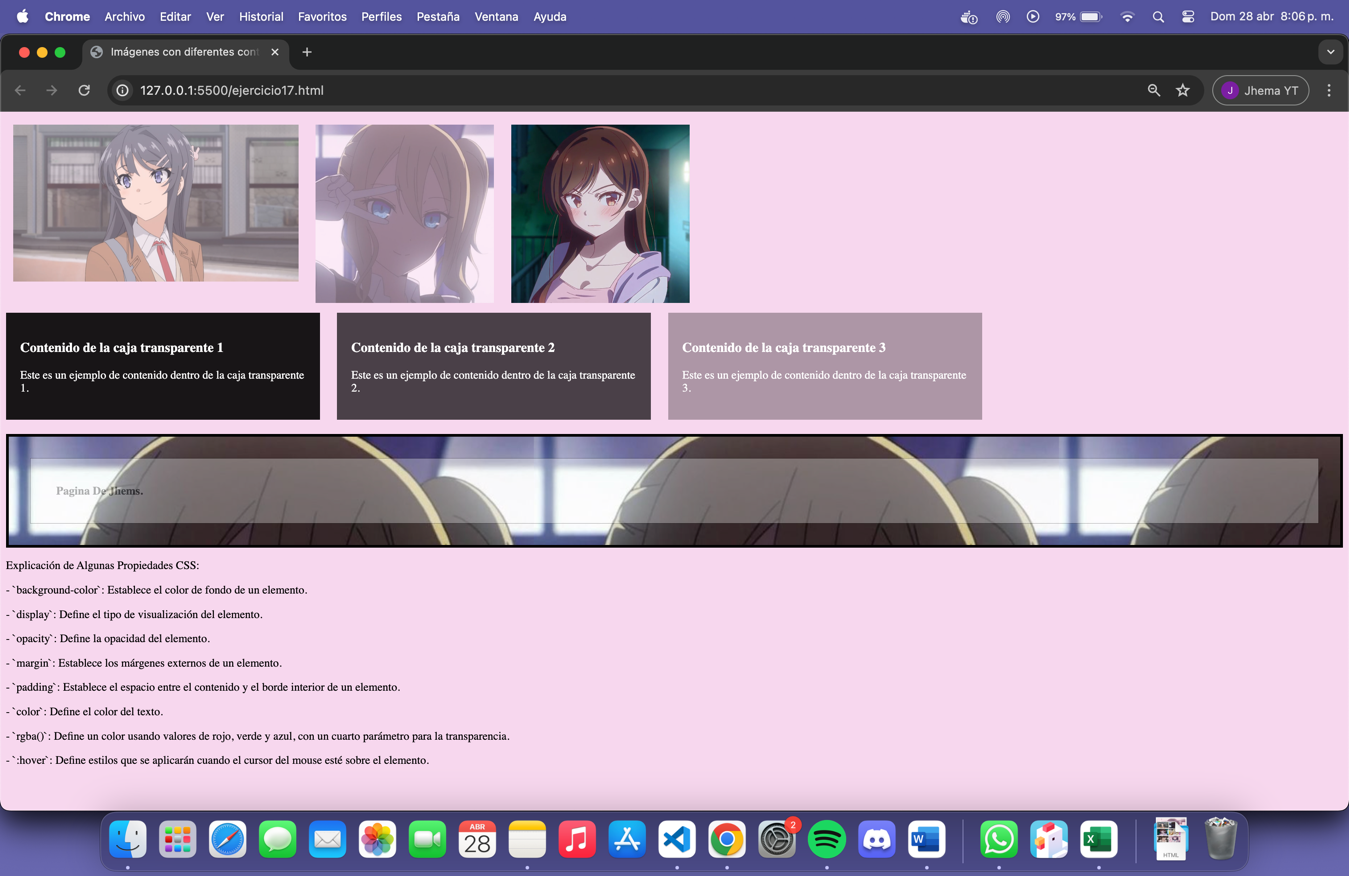 Chrome Archivo Editar Ver Historial Favoritos Perfiles Pestaña Ventana Ayuda 97% Dom 28 abr 8:06 p. m.
Imágenes con diferentes con
127.0.0.1:5500/ejercicio17.html J Jhema YT
Contenido de la caja transparente 1
Este es un ejemplo de contenido dentro de la caja transparente
1.
Contenido de la caja transparente 2
Este es un ejemplo de contenido dentro de la caja transparente
2.
Contenido de la caja transparente 3
Este es un ejemplo de contenido dentro de la caja transparente
3.
Pagina De Jhems.
Explicación de Algunas Propiedades CSS:
- `background-color`: Establece el color de fondo de un elemento.
- `display`: Define el tipo de visualización del elemento.
- `opacity`: Define la opacidad del elemento.
- `margin`: Establece los márgenes externos de un elemento.
- `padding`: Establece el espacio entre el contenido y el borde interior de un elemento.
- `color`: Define el color del texto.
- `rgba()`: Define un color usando valores de rojo, verde y azul, con un cuarto parámetro para la transparencia.
- `:hover`: Define estilos que se aplicarán cuando el cursor del mouse esté sobre el elemento.
ABR
28
2
W
X
HTML